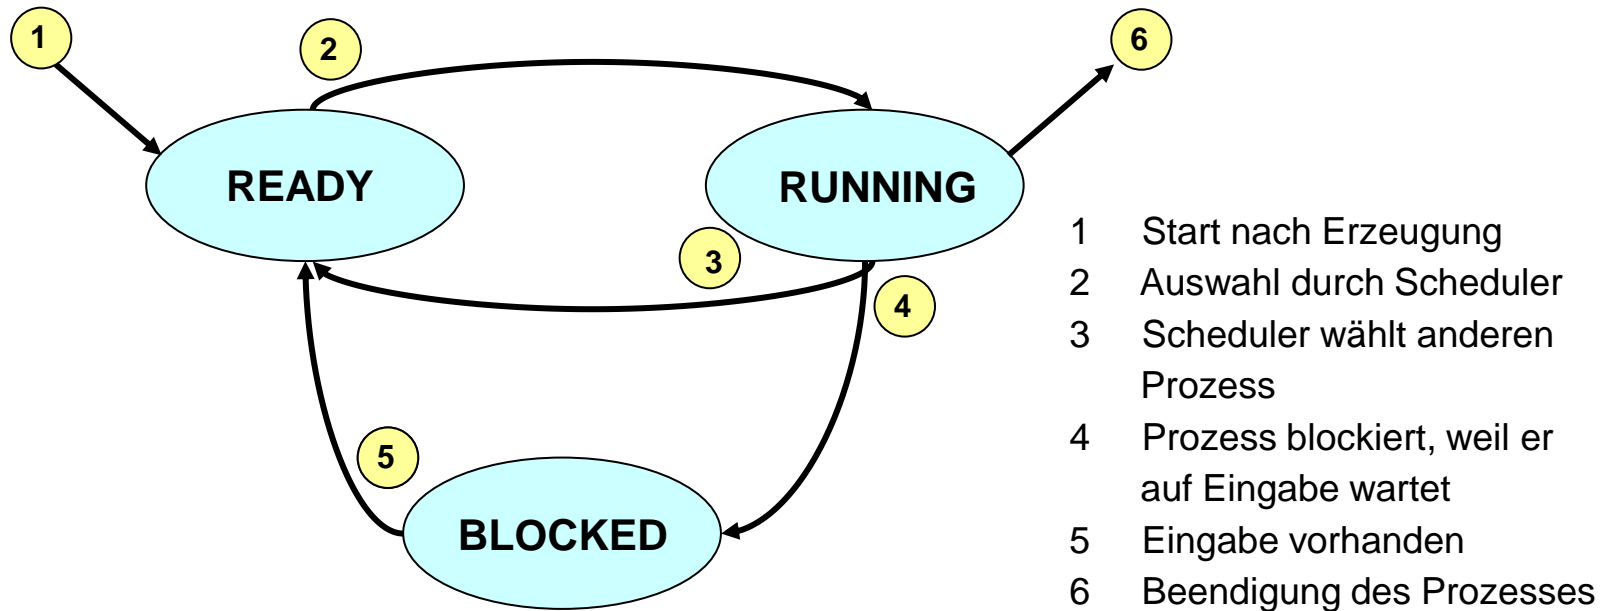 1
2
6
READY
RUNNING
3
4
5
BLOCKED
1 Start nach Erzeugung
2 Auswahl durch Scheduler
3 Scheduler wählt anderen
Prozess
4 Prozess blockiert, weil er
auf Eingabe wartet
5 Eingabe vorhanden
6 Beendigung des Prozesses